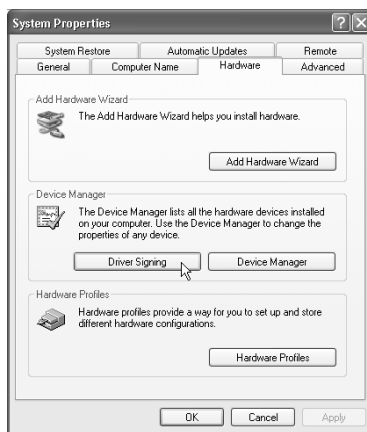 System Properties
System Restore Automatic Updates Remote
General Computer Name Hardware Advanced
Add Hardware Wizard
The Add Hardware Wizard helps you install hardware.
Add Hardware Wizard
Device Manager
The Device Manager lists all the hardware devices installed
on your computer. Use the Device Manager to change the
properties of any device.
Driver Signing Device Manager
Hardware Profiles
Hardware profiles provide a way for you to set up and store
different hardware configurations.
Hardware Profiles
OK Cancel Apply